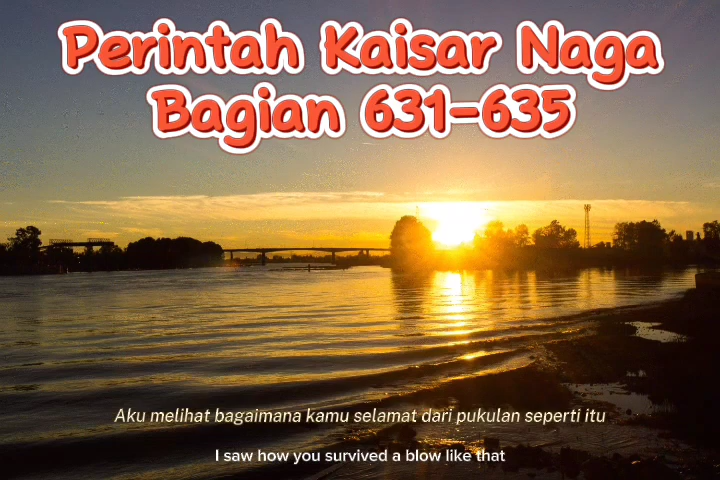 Perintah Kaisar Naga
Bagian 631-635
Aku melihat bagaimana kamu selamat dari pukulan seperti itu
I saw how you survived a blow like that